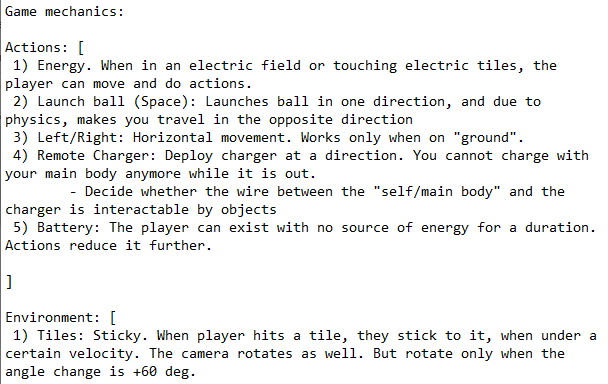 Game mechanics:

Actions: [
 1) Energy. When in an electric field or touching electric tiles, the
player can move and do actions.
 2) Launch ball (Space): Launches ball in one direction, and due to
physics, makes you travel in the opposite direction
 3) Left/Right: Horizontal movement. Works only when on "ground".
 4) Remote Charger: Deploy charger at a direction. You cannot charge with
your main body anymore while it is out.
        - Decide whether the wire between the "self/main body" and the
charger is interactable by objects
 5) Battery: The player can exist with no source of energy for a duration.
Actions reduce it further.

]

Environment: [
 1) Tiles: Sticky. When player hits a tile, they stick to it, when under a
certain velocity. The camera rotates as well. But rotate only when the
angle change is +60 deg.